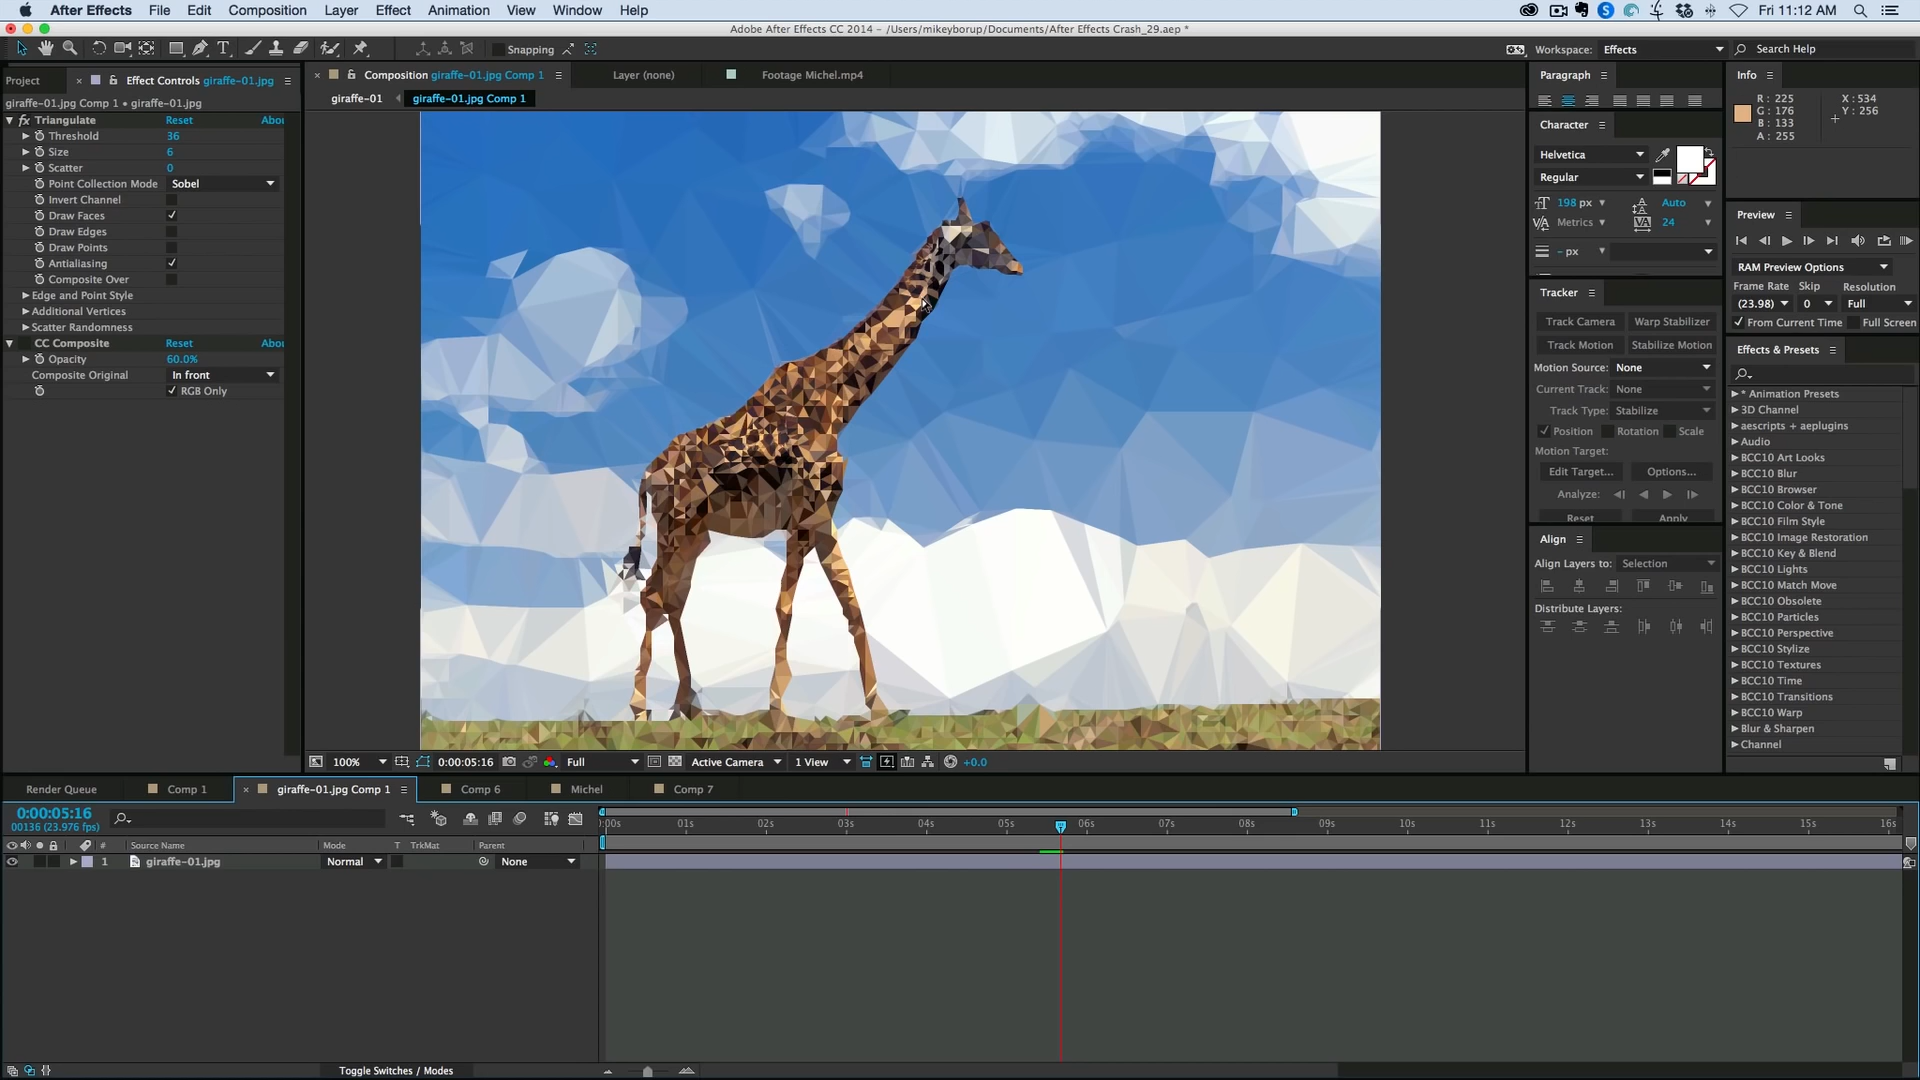 After Effects File Edit Composition Layer Effect Animation View Window Help Fri 11:12 AM
Adobe After Effects CC 2014 - /Users/mikeyborup/Documents/After Effects Crash_29.aep *
Snapping Workspace: Effects Search Help
Project Effect Controls giraffe-01.jpg
giraffe-01.jpg Comp 1 • giraffe-01.jpg
fx Triangulate Reset Abou
Threshold 36
Size 6
Scatter 0
Point Collection Mode Sobel
Invert Channel
Draw Faces
Draw Edges
Draw Points
Antialiasing
Composite Over
Edge and Point Style
Additional Vertices
Scatter Randomness
CC Composite Reset Abou
Opacity 60.0%
Composite Original In front
RGB Only
Composition giraffe-01.jpg Comp 1 Layer (none) Footage Michel.mp4
giraffe-01 giraffe-01.jpg Comp 1
100% 0:00:05:16 Full Active Camera 1 View +0.0
Paragraph
Character
Helvetica
Regular
198 px Auto
Metrics 24
- px
Tracker
Track Camera Warp Stabilizer
Track Motion Stabilize Motion
Motion Source: None
Current Track: None
Track Type: Stabilize
Position Rotation Scale
Motion Target:
Edit Target... Options...
Analyze:
Reset Apply
Align
Align Layers to: Selection
Distribute Layers:
Info
R: 225 X: 534
G: 176 Y: 256
B: 133
A: 255
Preview
RAM Preview Options
Frame Rate Skip Resolution
(23.98) 0 Full
From Current Time Full Screen
Effects & Presets
* Animation Presets
3D Channel
aescripts + aeplugins
Audio
BCC10 Art Looks
BCC10 Blur
BCC10 Browser
BCC10 Color & Tone
BCC10 Film Style
BCC10 Image Restoration
BCC10 Key & Blend
BCC10 Lights
BCC10 Match Move
BCC10 Obsolete
BCC10 Particles
BCC10 Perspective
BCC10 Stylize
BCC10 Textures
BCC10 Time
BCC10 Transitions
BCC10 Warp
Blur & Sharpen
Channel
Render Queue Comp 1 giraffe-01.jpg Comp 1 Comp 6 Michel Comp 7
0:00:05:16
00136 (23.976 fps)
:00s 01s 02s 03s 04s 05s 06s 07s 08s 09s 10s 11s 12s 13s 14s 15s 16s
# Source Name Mode T TrkMat Parent
1 giraffe-01.jpg Normal None
Toggle Switches / Modes